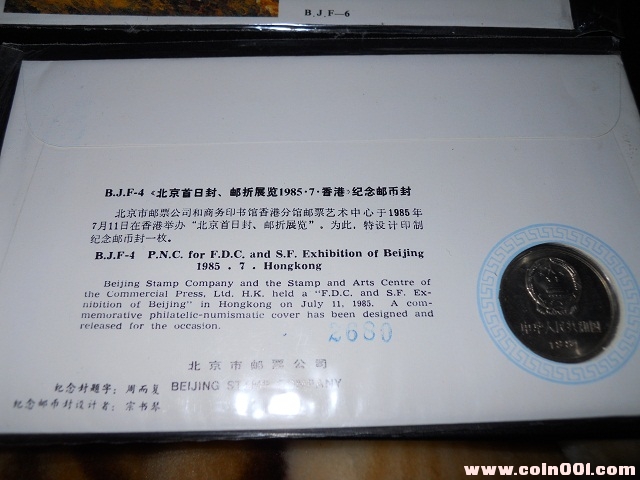 B.J.F—6
B.J.F-4《北京首日封、邮折展览1985·7·香港》纪念邮币封
北京市邮票公司和商务印书馆香港分馆邮票艺术中心于1985年
7月11日在香港举办“北京首日封、邮折展览”。为此，特设计印制
纪念邮币封一枚。
B.J.F-4 P.N.C. for F.D.C. and S.F. Exhibition of Beijing
1985 . 7 . Hongkong
Beijing Stamp Company and the Stamp and Arts Centre of
the Commercial Press, Ltd. H.K. held a “F.D.C. and S.F. Ex-
hibition of Beijing” in Hongkong on July 11, 1985. A com-
memorative philatelic-numismatic cover has been designed and
released for the occasion.
2680
北京市邮票公司
BEIJING STAMP COMPANY
纪念封题字：周而复
纪念邮币封设计者：宋书琴
中华人民共和国
www.coin001.com